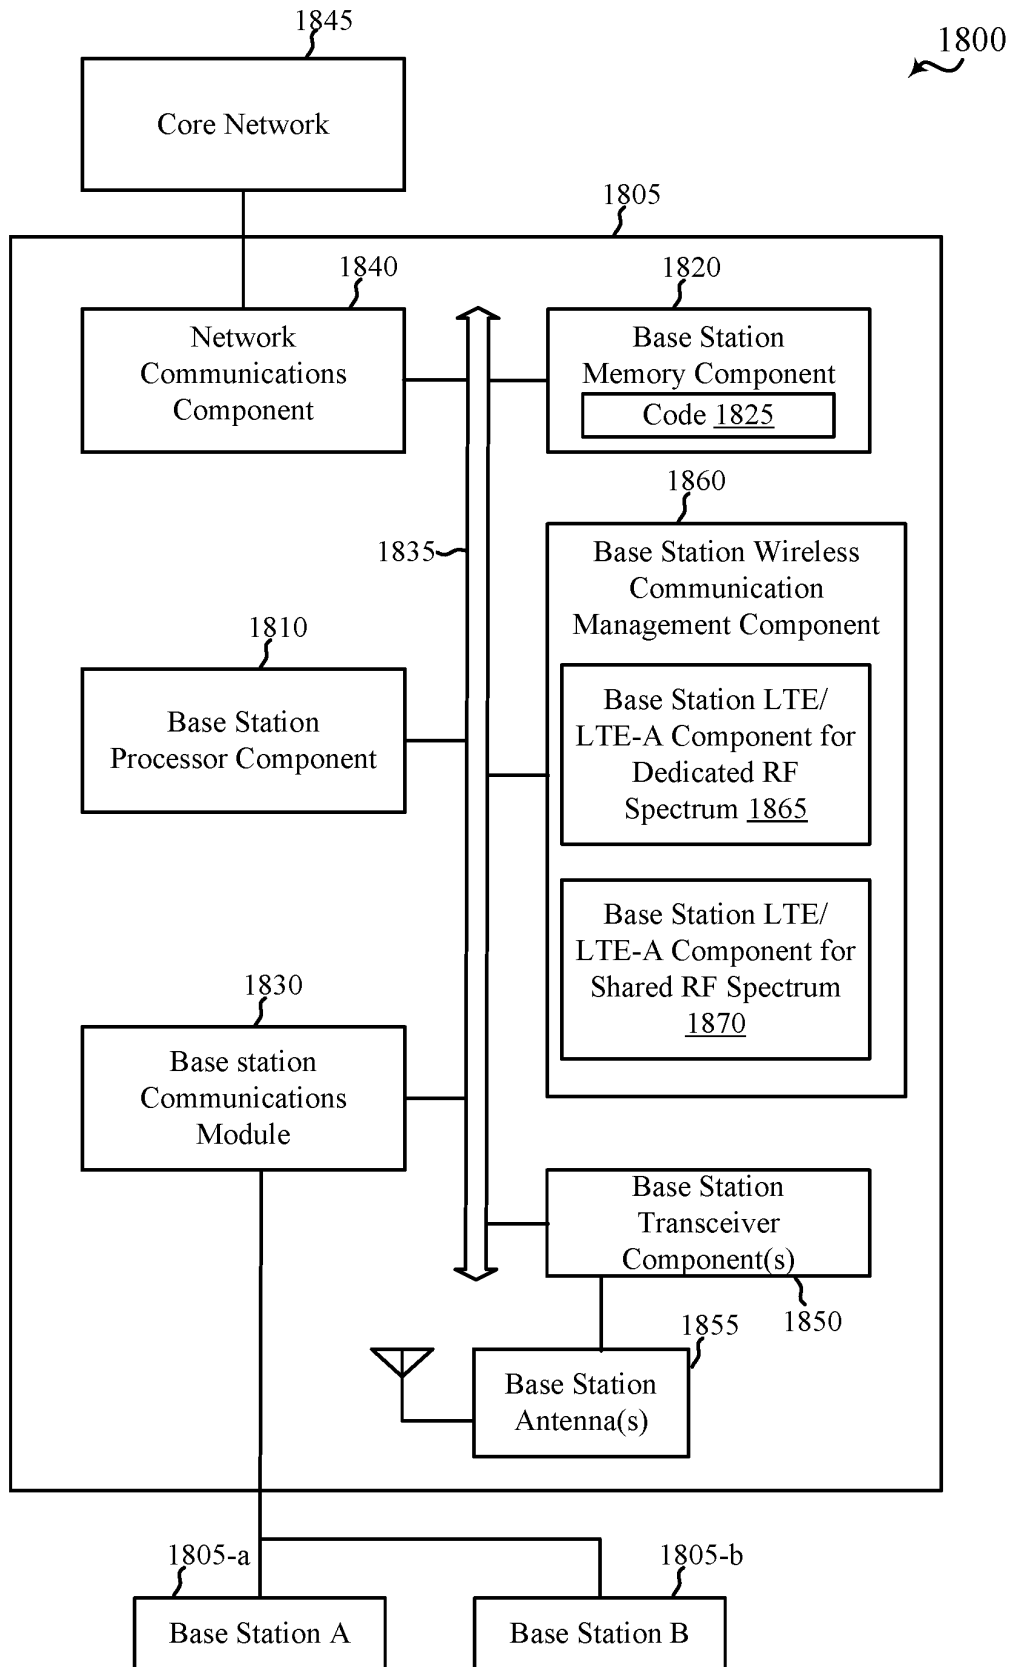 1845
1800
Core Network
1805
1840
Network
Communications
Component
1820
Base Station
Memory Component
Code 1825
1860
1835
Base Station Wireless
Communication
Management Component
1810
Base Station
Processor Component
Base Station LTE/
LTE-A Component for
Dedicated RF
Spectrum 1865
Base Station LTE/
LTE-A Component for
Shared RF Spectrum
1870
1830
Base station
Communications
Module
Base Station
Transceiver
Component(s)
1850
1855
Base Station
Antenna(s)
1805-a
1805-b
Base Station A
Base Station B